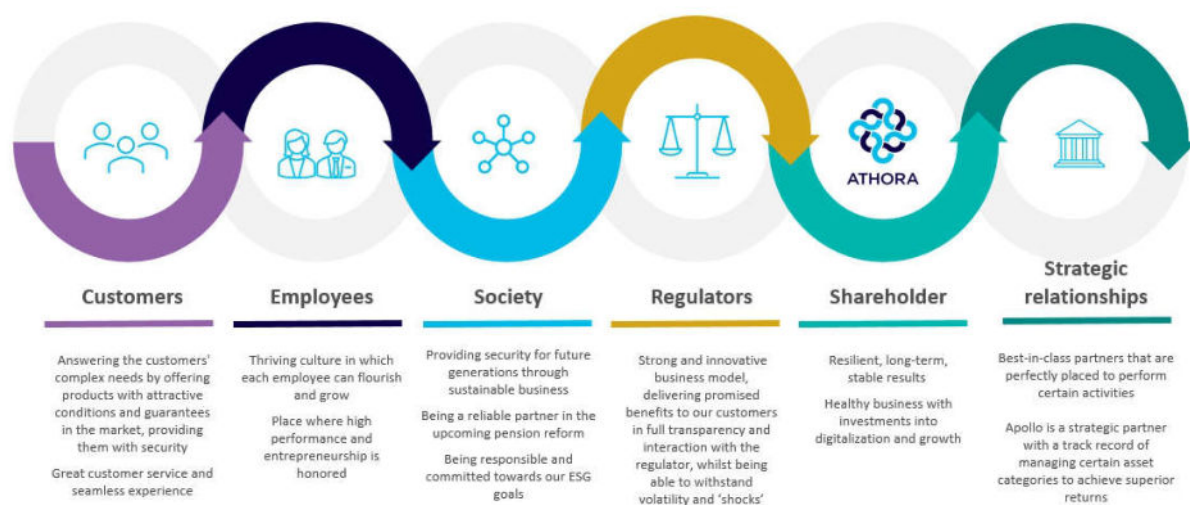 ATHORA
Customers
Answering the customers'
complex needs by offering
products with attractive
conditions and guarantees
in the market, providing
them with security
Great customer service and
seamless experience
Employees
Thriving culture in which
each employee can flourish
and grow
Place where high
performance and
entrepreneurship is
honored
Society
Providing security for future
generations through
sustainable business
Being a reliable partner in the
upcoming pension reform
Being responsible and
committed towards our ESG
goals
Regulators
Strong and innovative
business model,
delivering promised
benefits to our customers
in full transparency and
interaction with the
regulator, whilst being
able to withstand
volatility and ‘shocks’
Shareholder
Resilient, long-term,
stable results
Healthy business with
investments into
digitalization and growth
Strategic
relationships
Best-in-class partners that are
perfectly placed to perform
certain activities
Apollo is a strategic partner
with a track record of
managing certain asset
categories to achieve superior
returns